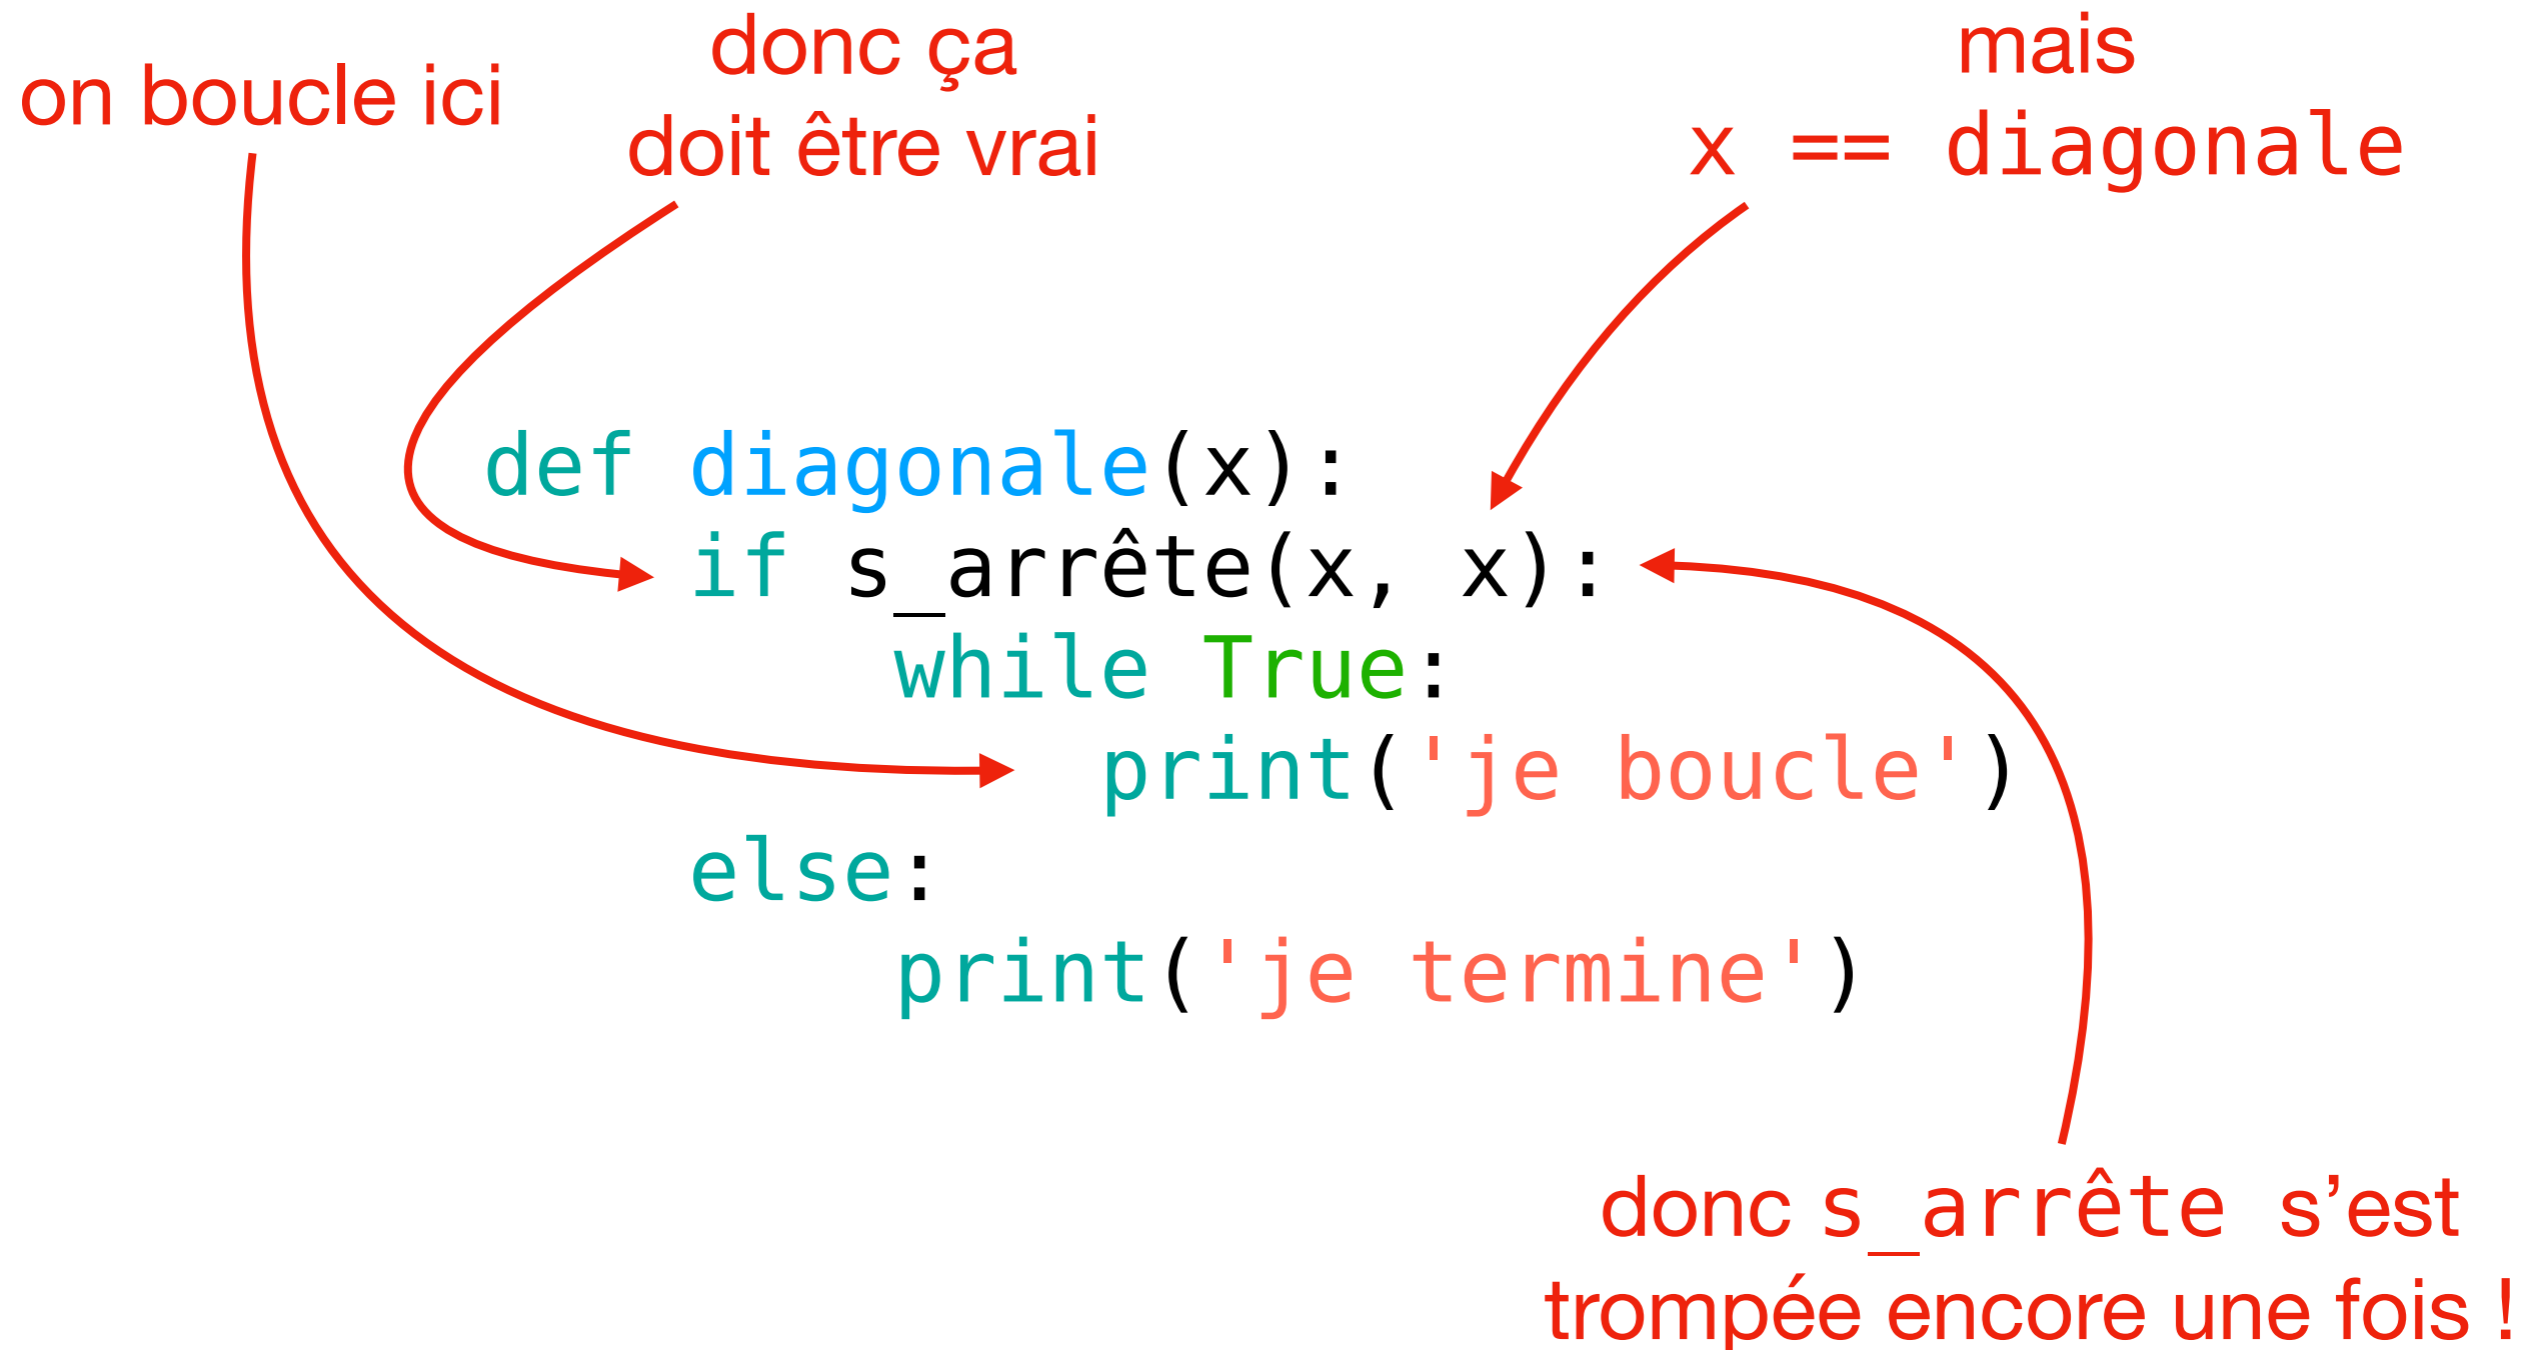 on boucle ici
donc ça
doit être vrai
mais
x == diagonale
def diagonale(x):
    if s_arrête(x, x):
        while True:
            print('je boucle')
    else:
        print('je termine')
donc s_arrête s’est
trompée encore une fois !